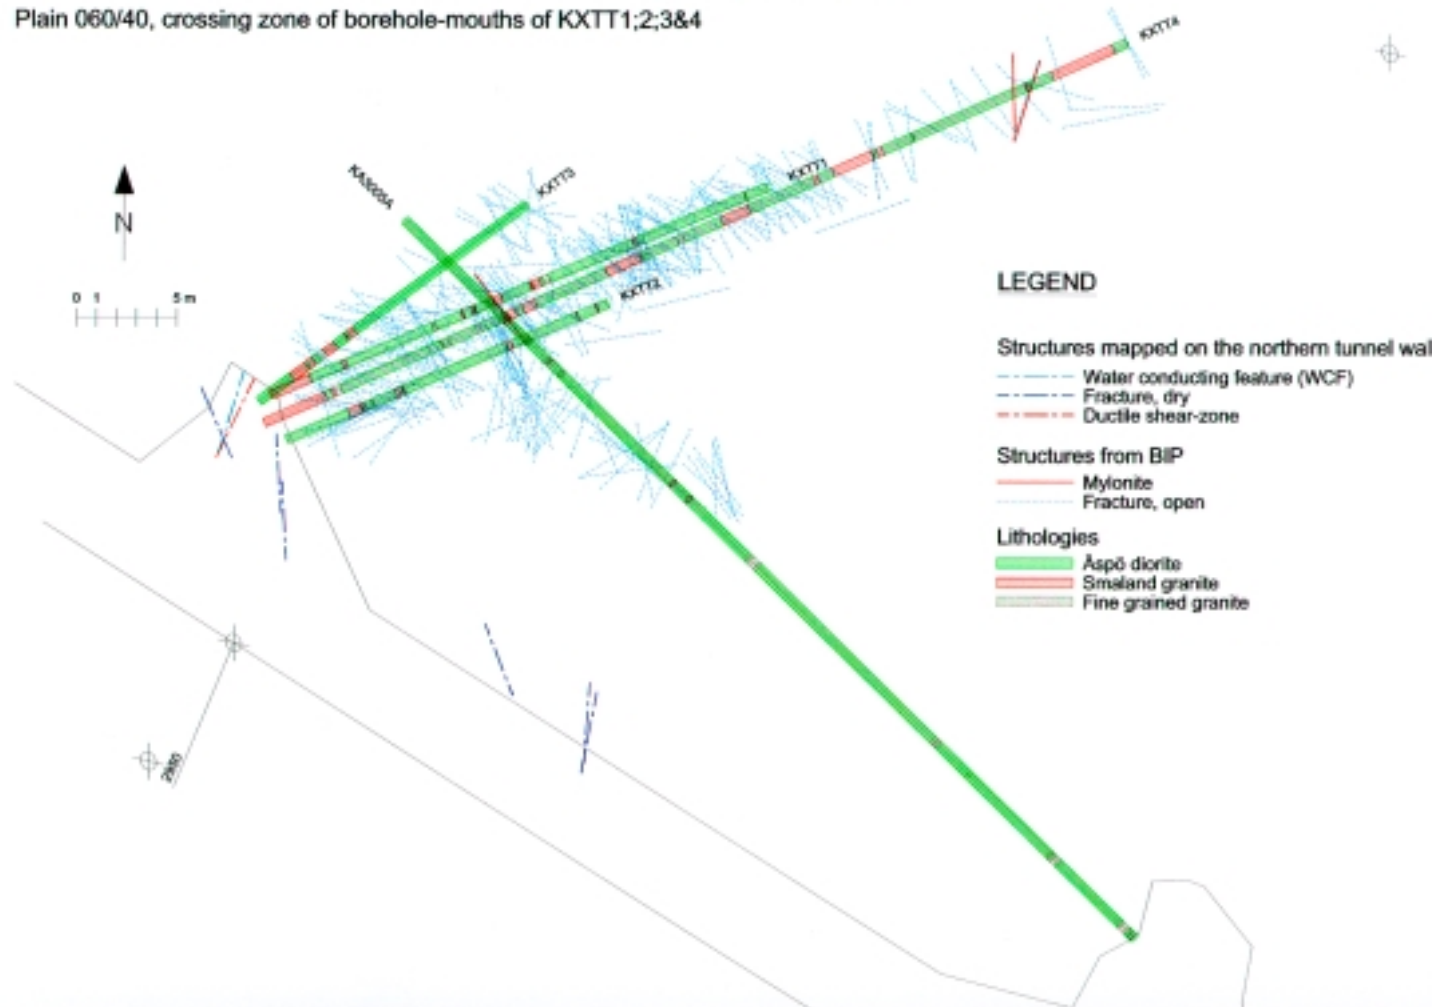 Plain 060/40, crossing zone of borehole-mouths of KXTT1;2;3&4
KXTT4
KXTT1
KXTT3
KA3005A
N
0 1 5 m
KXTT2
LEGEND
Structures mapped on the northern tunnel wall
Water conducting feature (WCF)
Fracture, dry
Ductile shear-zone
Structures from BIP
Mylonite
Fracture, open
Lithologies
Äspö diorite
Smaland granite
Fine grained granite